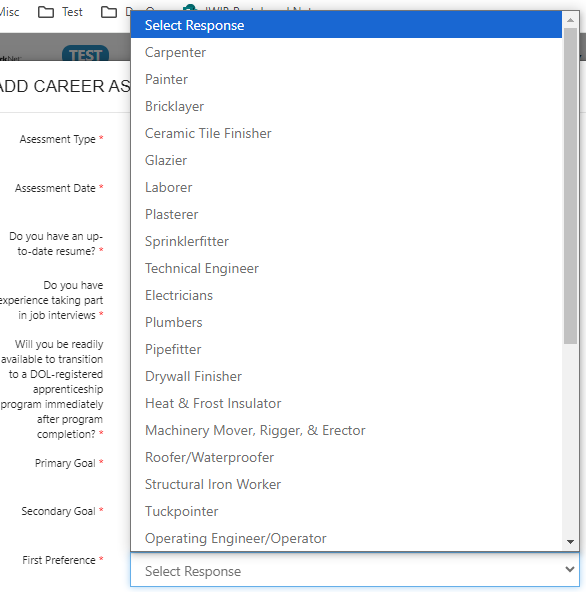 Misc
Test
TEST
ADD CAREER AS
Select Response
Carpenter
Painter
Bricklayer
Ceramic Tile Finisher
Glazier
Laborer
Plasterer
Sprinklerfitter
Technical Engineer
Electricians
Plumbers
Pipefitter
Drywall Finisher
Heat & Frost Insulator
Machinery Mover, Rigger, & Erector
Roofer/Waterproofer
Structural Iron Worker
Tuckpointer
Operating Engineer/Operator
Asessment Type *
Assessment Date *
Do you have an up-
to-date resume? *
Do you have
experience taking part
in job interviews *
Will you be readily
available to transition
to a DOL-registered
apprenticeship
program immediately
after program
completion? *
Primary Goal *
Secondary Goal *
First Preference *
Select Response